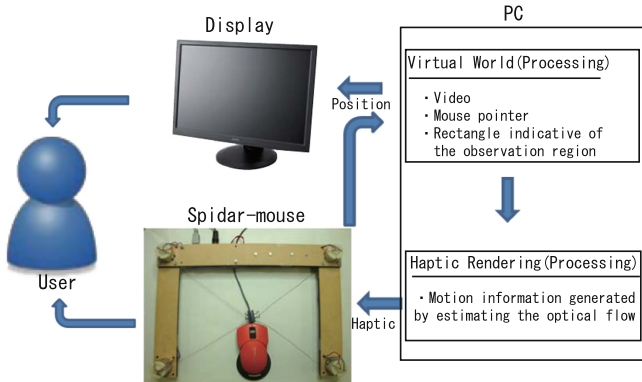 Display
PC
Virtual World(Processing)
・Video
・Mouse pointer
・Rectangle indicative of
the observation region
Position
Spidar-mouse
User
Haptic Rendering(Processing)
・Motion information generated
by estimating the optical flow
Haptic